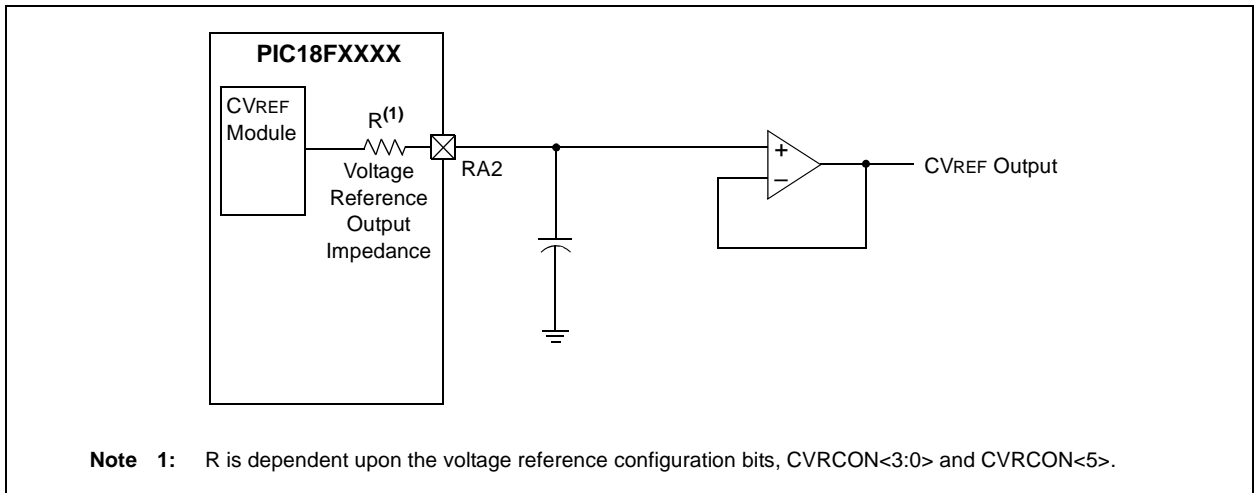 PIC18FXXXX
CVREF
Module
R(1)
Voltage
Reference
Output
Impedance
RA2
+
–
CVREF Output
Note 1: R is dependent upon the voltage reference configuration bits, CVRCON<3:0> and CVRCON<5>.